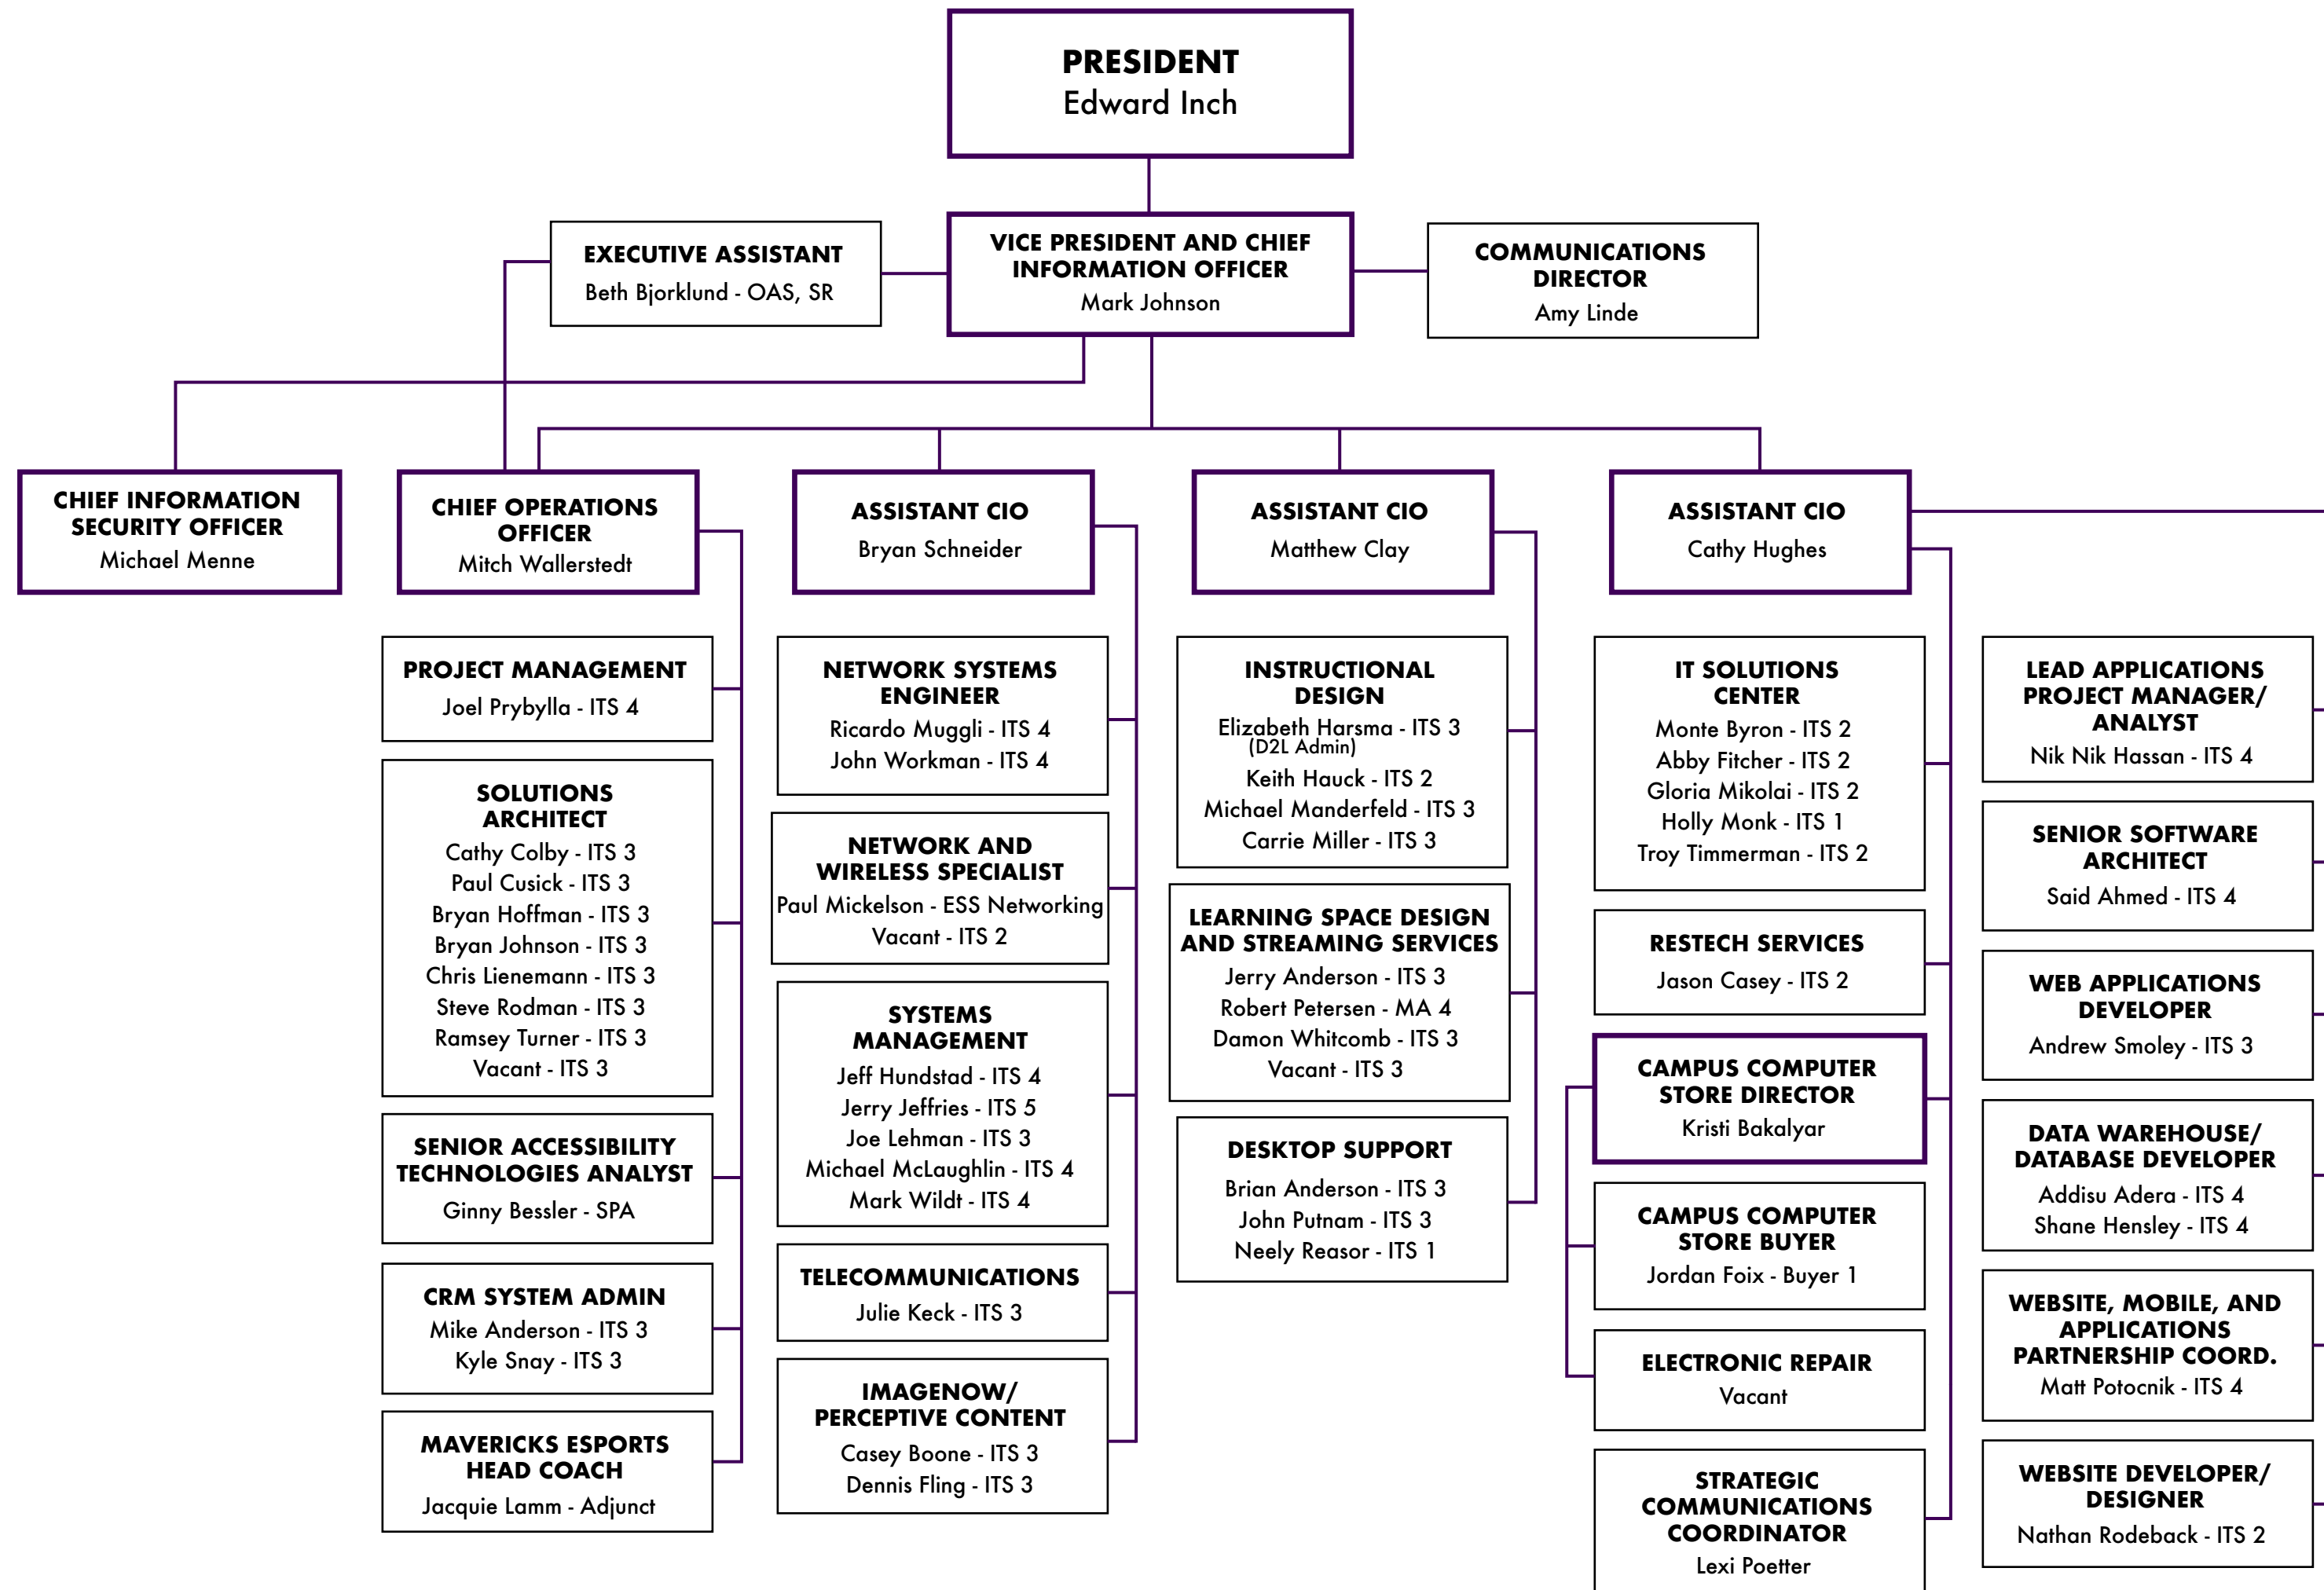 PRESIDENT
Edward Inch
EXECUTIVE ASSISTANT
Beth Bjorklund - OAS, SR
VICE PRESIDENT AND CHIEF
INFORMATION OFFICER
Mark Johnson
COMMUNICATIONS
DIRECTOR
Amy Linde
CHIEF INFORMATION
SECURITY OFFICER
Michael Menne
CHIEF OPERATIONS
OFFICER
Mitch Wallerstedt
PROJECT MANAGEMENT
Joel Prybylla - ITS 4
SOLUTIONS
ARCHITECT
Cathy Colby - ITS 3
Paul Cusick - ITS 3
Bryan Hoffman - ITS 3
Bryan Johnson - ITS 3
Chris Lienemann - ITS 3
Steve Rodman - ITS 3
Ramsey Turner - ITS 3
Vacant - ITS 3
SENIOR ACCESSIBILITY
TECHNOLOGIES ANALYST
Ginny Bessler - SPA
CRM SYSTEM ADMIN
Mike Anderson - ITS 3
Kyle Snay - ITS 3
MAVERICKS ESPORTS
HEAD COACH
Jacquie Lamm - Adjunct
ASSISTANT CIO
Bryan Schneider
NETWORK SYSTEMS
ENGINEER
Ricardo Muggli - ITS 4
John Workman - ITS 4
NETWORK AND
WIRELESS SPECIALIST
Paul Mickelson - ESS Networking
Vacant - ITS 2
SYSTEMS
MANAGEMENT
Jeff Hundstad - ITS 4
Jerry Jeffries - ITS 5
Joe Lehman - ITS 3
Michael McLaughlin - ITS 4
Mark Wildt - ITS 4
TELECOMMUNICATIONS
Julie Keck - ITS 3
IMAGENOW/
PERCEPTIVE CONTENT
Casey Boone - ITS 3
Dennis Fling - ITS 3
ASSISTANT CIO
Matthew Clay
INSTRUCTIONAL
DESIGN
Elizabeth Harsma - ITS 3
(D2L Admin)
Keith Hauck - ITS 2
Michael Manderfeld - ITS 3
Carrie Miller - ITS 3
LEARNING SPACE DESIGN
AND STREAMING SERVICES
Jerry Anderson - ITS 3
Robert Petersen - MA 4
Damon Whitcomb - ITS 3
Vacant - ITS 3
DESKTOP SUPPORT
Brian Anderson - ITS 3
John Putnam - ITS 3
Neely Reasor - ITS 1
ASSISTANT CIO
Cathy Hughes
IT SOLUTIONS
CENTER
Monte Byron - ITS 2
Abby Fitcher - ITS 2
Gloria Mikolai - ITS 2
Holly Monk - ITS 1
Troy Timmerman - ITS 2
RESTECH SERVICES
Jason Casey - ITS 2
CAMPUS COMPUTER
STORE DIRECTOR
Kristi Bakalyar
CAMPUS COMPUTER
STORE BUYER
Jordan Foix - Buyer 1
ELECTRONIC REPAIR
Vacant
STRATEGIC
COMMUNICATIONS
COORDINATOR
Lexi Poetter
LEAD APPLICATIONS
PROJECT MANAGER/
ANALYST
Nik Nik Hassan - ITS 4
SENIOR SOFTWARE
ARCHITECT
Said Ahmed - ITS 4
WEB APPLICATIONS
DEVELOPER
Andrew Smoley - ITS 3
DATA WAREHOUSE/
DATABASE DEVELOPER
Addisu Adera - ITS 4
Shane Hensley - ITS 4
WEBSITE, MOBILE, AND
APPLICATIONS
PARTNERSHIP COORD.
Matt Potocnik - ITS 4
WEBSITE DEVELOPER/
DESIGNER
Nathan Rodeback - ITS 2